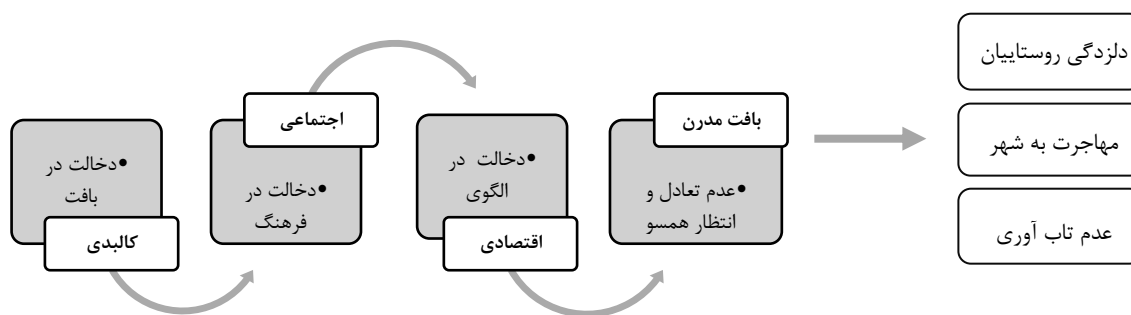 •دخالت در
بافت
کالبدی
اجتماعی
•دخالت در
فرهنگ
•دخالت در
الگوی
اقتصادی
بافت مدرن
•عدم تعادل و
انتظار همسو
دلزدگی روستاییان
مهاجرت به شهر
عدم تاب آوری